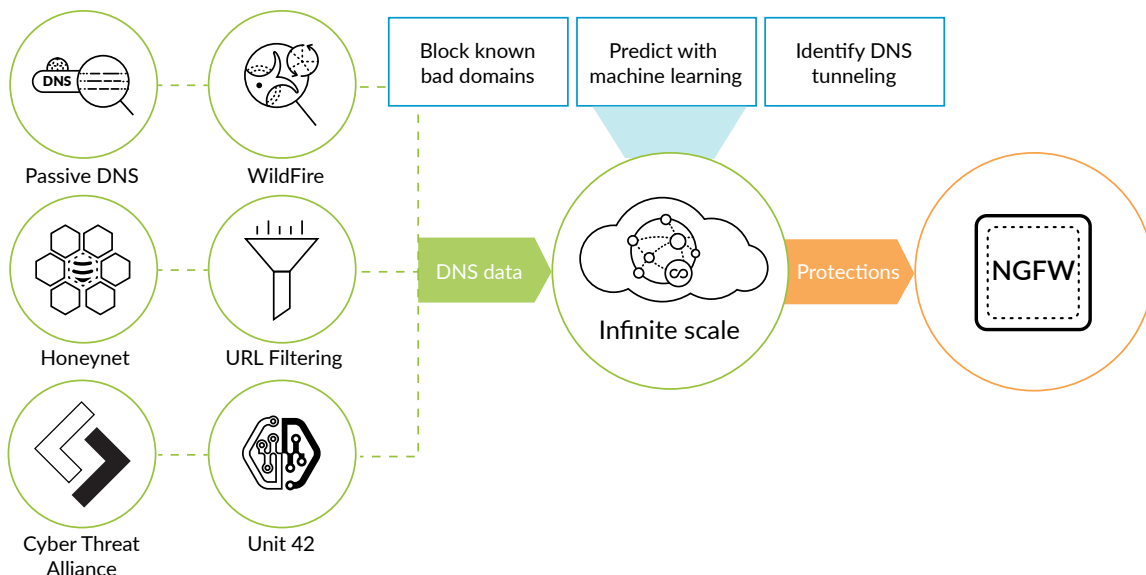 DNS
Passive DNS
WildFire
Honeynet
URL Filtering
Cyber Threat
Alliance
Unit 42
DNS data
Block known
bad domains
Predict with
machine learning
Identify DNS
tunneling
Infinite scale
Protections
NGFW